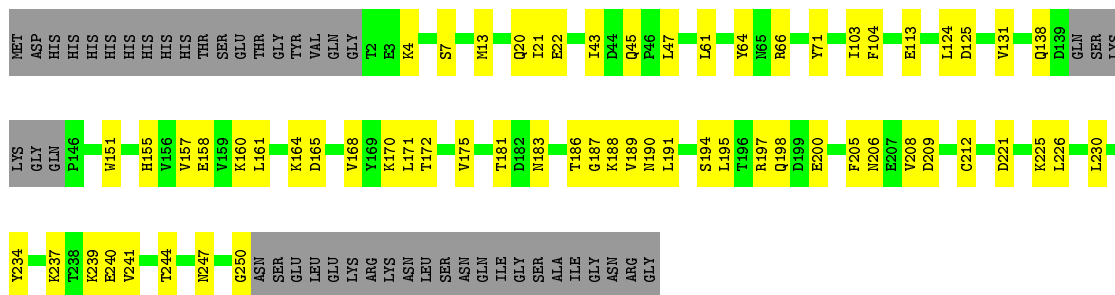 MET ASP HIS HIS HIS HIS HIS HIS HIS HIS THR SER GLU THR GLY TYR VAL GLN GLY T2 E3 K4 S7 M13 Q20 I21 E22 I43 D44 Q45 P46 L47 L61 Y64 N65 R66 Y71 I103 F104 E113 L124 D125 V131 Q138 D139 GLN SER LYS
LYS GLY GLN P146 W151 H155 V156 V157 E158 V159 K160 L161 K164 D165 V168 Y169 K170 L171 T172 V175 T181 D182 N183 T186 G187 K188 V189 N190 L191 S194 L195 T196 R197 Q198 D199 E200 F205 N206 E207 V208 D209 C212 D221 K225 L226 L230
Y234 K237 T238 K239 E240 V241 T244 N247 G250 ASN SER GLU LEU GLU LYS ARG LYS ASN LEU SER ASN GLN ILE GLY SER ALA ILE GLY ASN ARG GLY